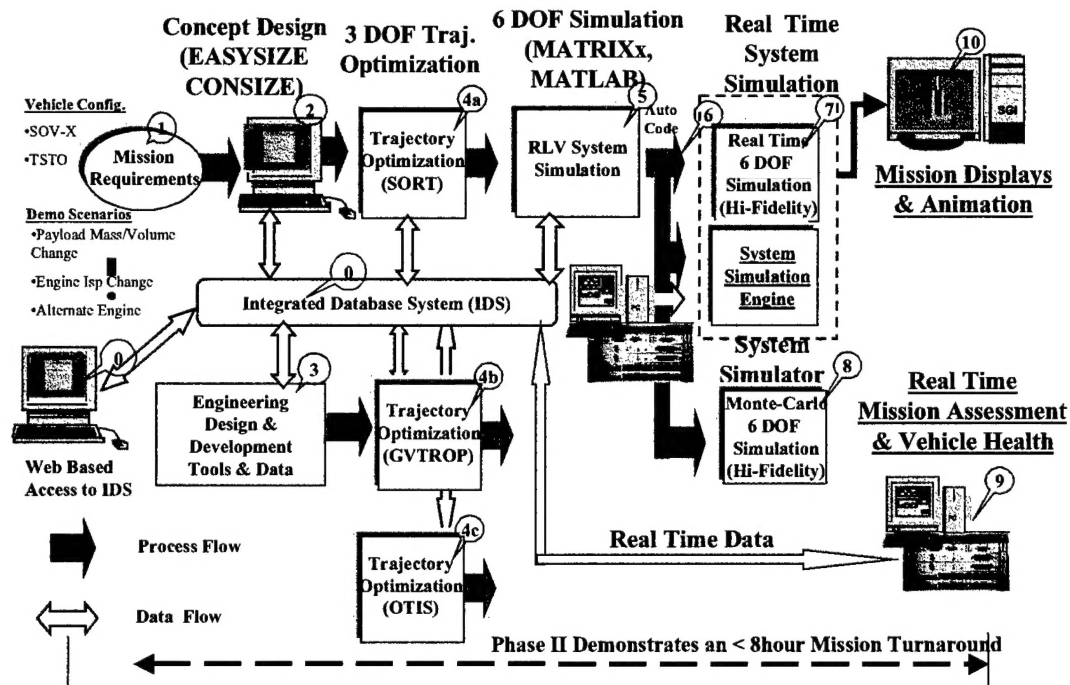 Concept Design
(EASYSIZE
CONSIZE)
3 DOF Traj.
Optimization
6 DOF Simulation
(MATRIXx,
MATLAB)
Real Time
System
Simulation
Vehicle Config.
•SOV-X
•TSTO
1
Mission
Requirements
2
4a
Trajectory
Optimization
(SORT)
5
RLV System
Simulation
Auto
Code
6
7
Real Time
6 DOF
Simulation
(Hi-Fidelity)
System
Simulation
Engine
10
SGI
Mission Displays
& Animation
Demo Scenarios
•Payload Mass/Volume
Change
•Engine Isp Change
•Alternate Engine
0
Integrated Database System (IDS)
0
Web Based
Access to IDS
3
Engineering
Design &
Development
Tools & Data
4b
Trajectory
Optimization
(GVTROP)
4c
Trajectory
Optimization
(OTIS)
System
Simulator
8
Monte-Carlo
6 DOF
Simulation
(Hi-Fidelity)
Real Time
Mission Assessment
& Vehicle Health
9
Real Time Data
Process Flow
Data Flow
Phase II Demonstrates an < 8hour Mission Turnaround